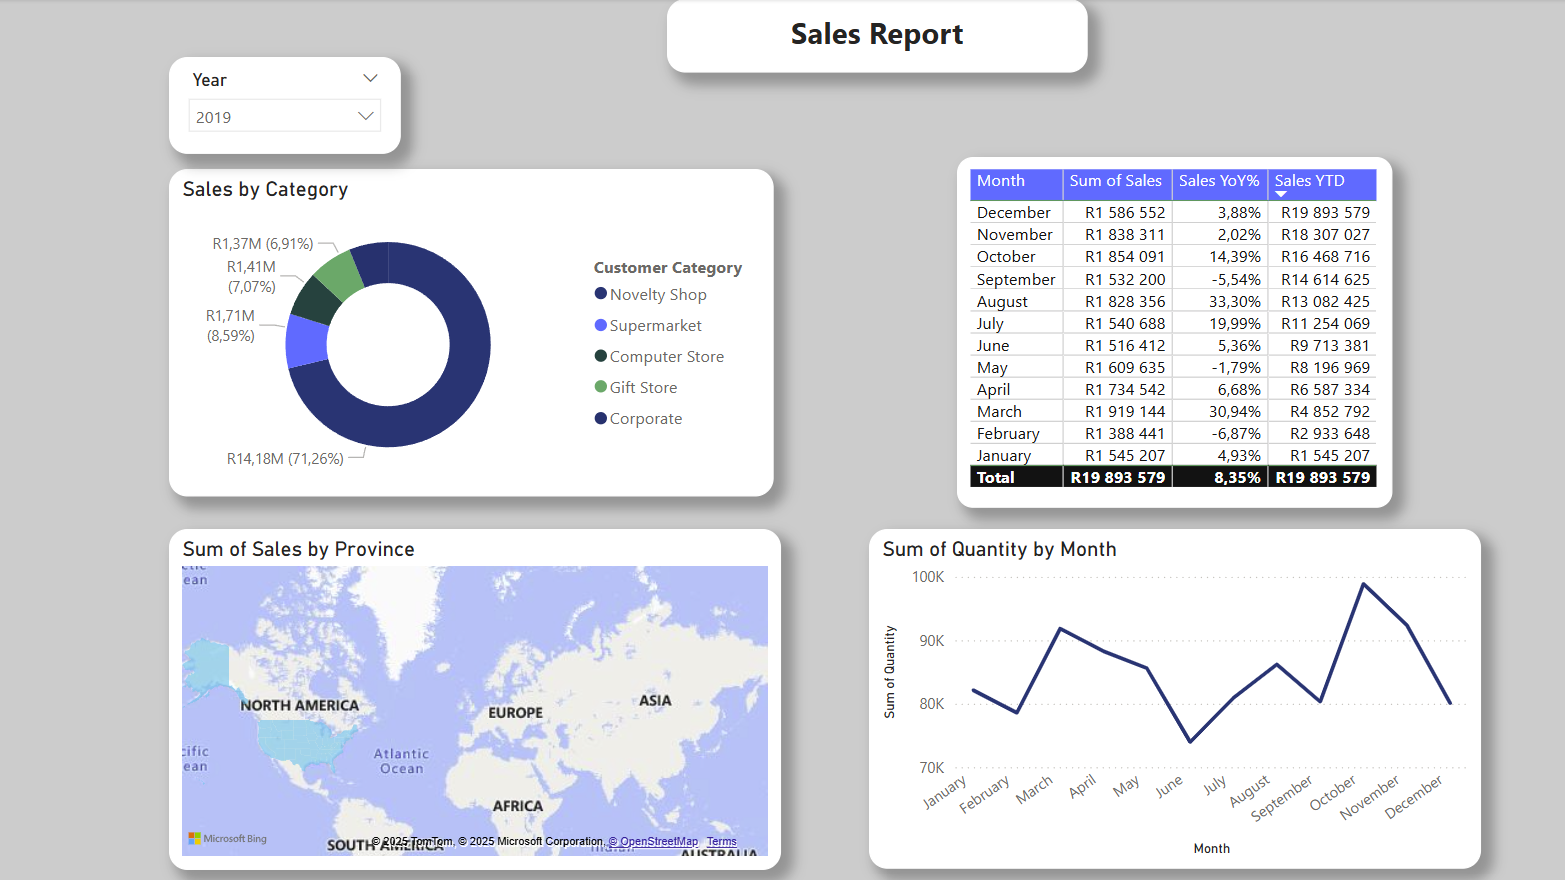 Sales Report
Year
2019
Sales by Category
R1,37M (6,91%)
R1,41M
(7,07%)
R1,71M
(8,59%)
R14,18M (71,26%)
Customer Category
Novelty Shop
Supermarket
Computer Store
Gift Store
Corporate
Month Sum of Sales Sales YoY% Sales YTD
December R1 586 552 3,88% R19 893 579
November R1 838 311 2,02% R18 307 027
October R1 854 091 14,39% R16 468 716
September R1 532 200 -5,54% R14 614 625
August R1 828 356 33,30% R13 082 425
July R1 540 688 19,99% R11 254 069
June R1 516 412 5,36% R9 713 381
May R1 609 635 -1,79% R8 196 969
April R1 734 542 6,68% R6 587 334
March R1 919 144 30,94% R4 852 792
February R1 388 441 -6,87% R2 933 648
January R1 545 207 4,93% R1 545 207
Total R19 893 579 8,35% R19 893 579
Sum of Sales by Province
ean
NORTH AMERICA
EUROPE
ASIA
cific
ean
Atlantic
Ocean
AFRICA
Microsoft Bing
SOUTH AMERICA
© 2025 TomTom, © 2025 Microsoft Corporation, © OpenStreetMap Terms
AUSTRALIA
Sum of Quantity by Month
100K
90K
80K
70K
Sum of Quantity
January
February
March
April
May
June
July
August
September
October
November
December
Month